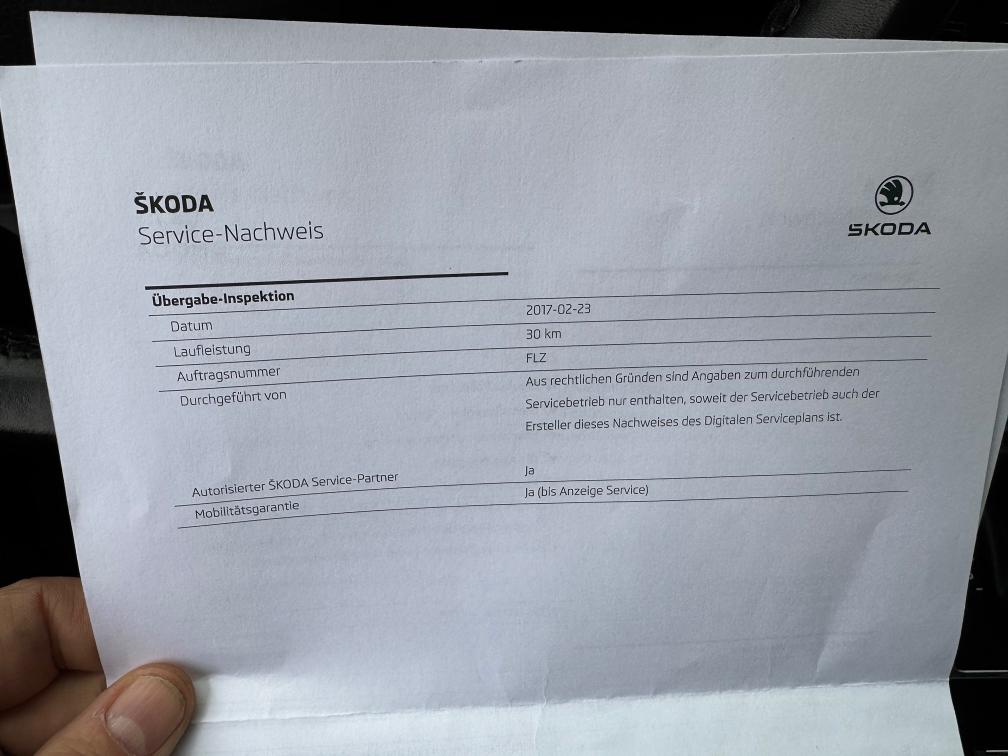 ŠKODA
Service-Nachweis
ŠKODA
Übergabe-Inspektion
Datum 2017-02-23
Laufleistung 30 km
Auftragsnummer FLZ
Durchgeführt von Aus rechtlichen Gründen sind Angaben zum durchführenden
Servicebetrieb nur enthalten, soweit der Servicebetrieb auch der
Ersteller dieses Nachweises des Digitalen Serviceplans ist.
Autorisierter ŠKODA Service-Partner Ja
Mobilitätsgarantie Ja (bis Anzeige Service)